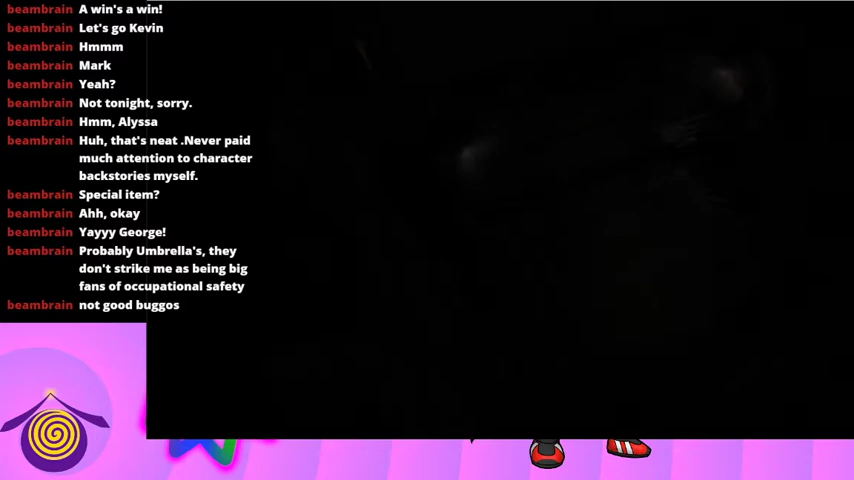 beambrain A win's a win!
beambrain Let's go Kevin
beambrain Hmmm
beambrain Mark
beambrain Yeah?
beambrain Not tonight, sorry.
beambrain Hmm, Alyssa
beambrain Huh, that's neat .Never paid
much attention to character
backstories myself.
beambrain Special item?
beambrain Ahh, okay
beambrain Yayyy George!
beambrain Probably Umbrella's, they
don't strike me as being big
fans of occupational safety
beambrain not good buggos